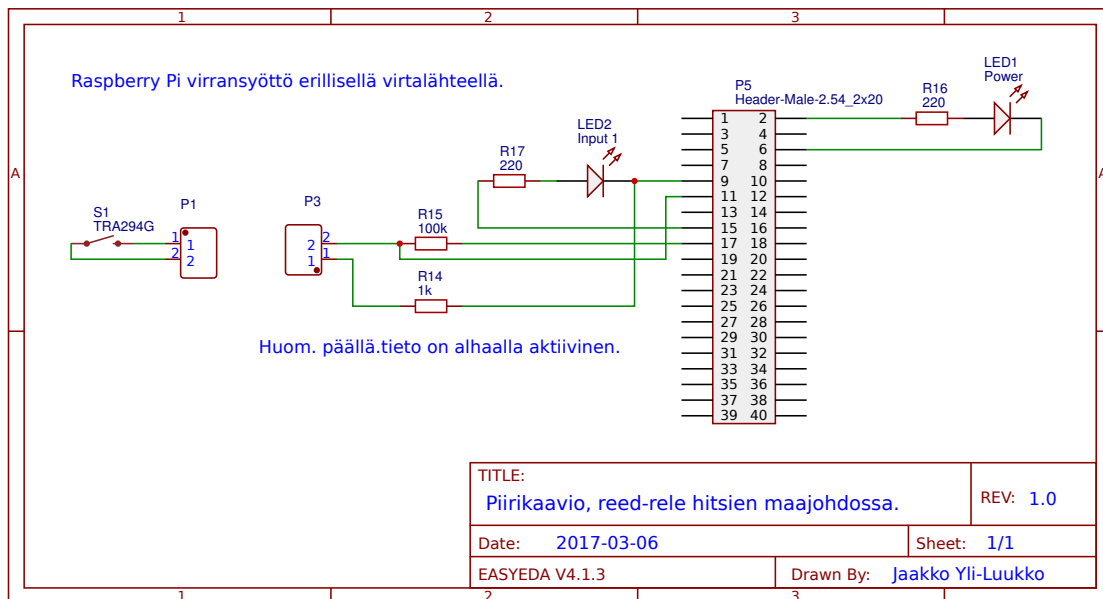 1 2 3
Raspberry Pi virransyöttö erillisellä virtalähteellä.
LED1
Power
R16
220
P5
Header-Male-2.54_2x20
LED2
Input 1
R17
220
A A
S1
TRA294G
P1
1 1
2 2
P3
2 2
1 1
R15
100k
R14
1k
1 2
3 4
5 6
7 8
9 10
11 12
13 14
15 16
17 18
19 20
21 22
23 24
25 26
27 28
29 30
31 32
33 34
35 36
37 38
39 40
Huom. päällä.tieto on alhaalla aktiivinen.
TITLE:
Piirikaavio, reed-rele hitsien maajohdossa.
REV: 1.0
Date: 2017-03-06
Sheet: 1/1
EASYEDA V4.1.3
Drawn By: Jaakko Yli-Luukko
1 2 3